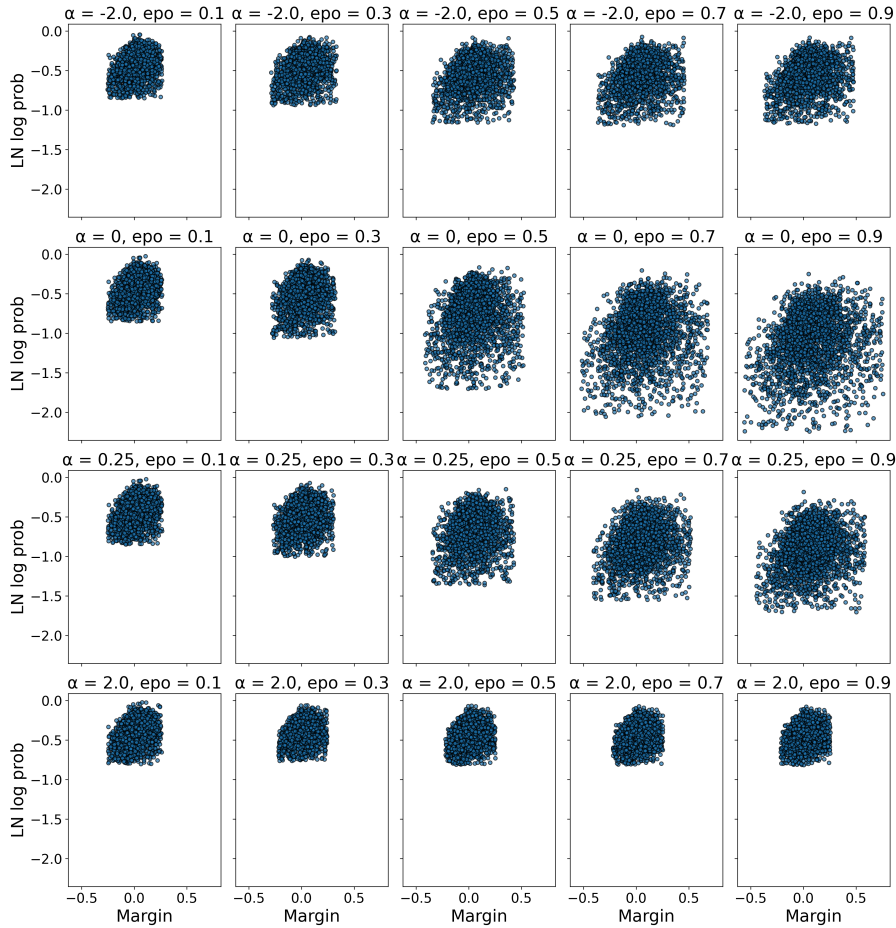 α = -2.0, epo = 0.1 α = -2.0, epo = 0.3 α = -2.0, epo = 0.5 α = -2.0, epo = 0.7 α = -2.0, epo = 0.9
0.0
−0.5
−1.0
−1.5
−2.0
LN log prob
α = 0, epo = 0.1 α = 0, epo = 0.3 α = 0, epo = 0.5 α = 0, epo = 0.7 α = 0, epo = 0.9
0.0
−0.5
−1.0
−1.5
−2.0
LN log prob
α = 0.25, epo = 0.1 α = 0.25, epo = 0.3 α = 0.25, epo = 0.5 α = 0.25, epo = 0.7 α = 0.25, epo = 0.9
0.0
−0.5
−1.0
−1.5
−2.0
LN log prob
α = 2.0, epo = 0.1 α = 2.0, epo = 0.3 α = 2.0, epo = 0.5 α = 2.0, epo = 0.7 α = 2.0, epo = 0.9
0.0
−0.5
−1.0
−1.5
−2.0
LN log prob
−0.5 0.0 0.5 −0.5 0.0 0.5 −0.5 0.0 0.5 −0.5 0.0 0.5 −0.5 0.0 0.5
Margin Margin Margin Margin Margin